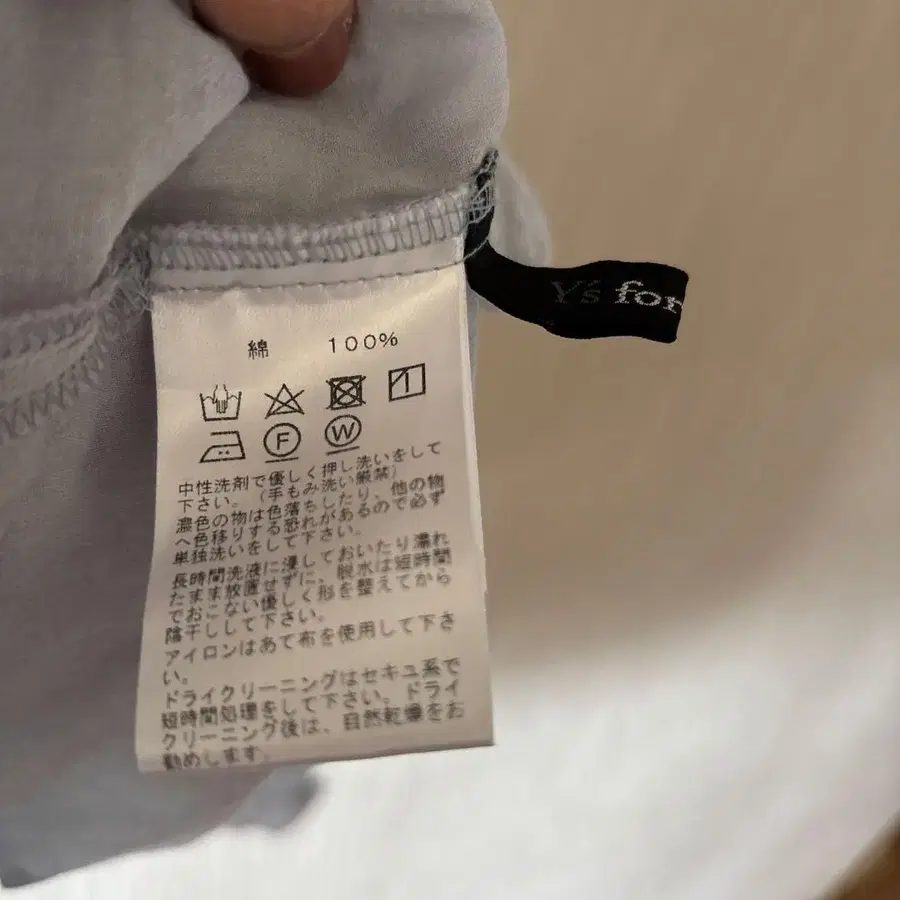 綿 100%
F W
中性洗剤で優しく押し洗いをして
下さい。(手もみ洗い厳禁)
濃色の物は色落ちしたり、他の物
へ色移りする恐れがあるので必ず
単独洗いをして下さい。
長時間洗液に浸しておいたり濡れ
たまま放置せずに、脱水は短時間
でおこない優しく形を整えてから
陰干しして下さい。
アイロンはあて布を使用して下さ
い。
ドライクリーニングはセキュ系で
短時間処理をして下さい。ドライ
クリーニング後は、自然乾燥をお
勧めします。
Y's for